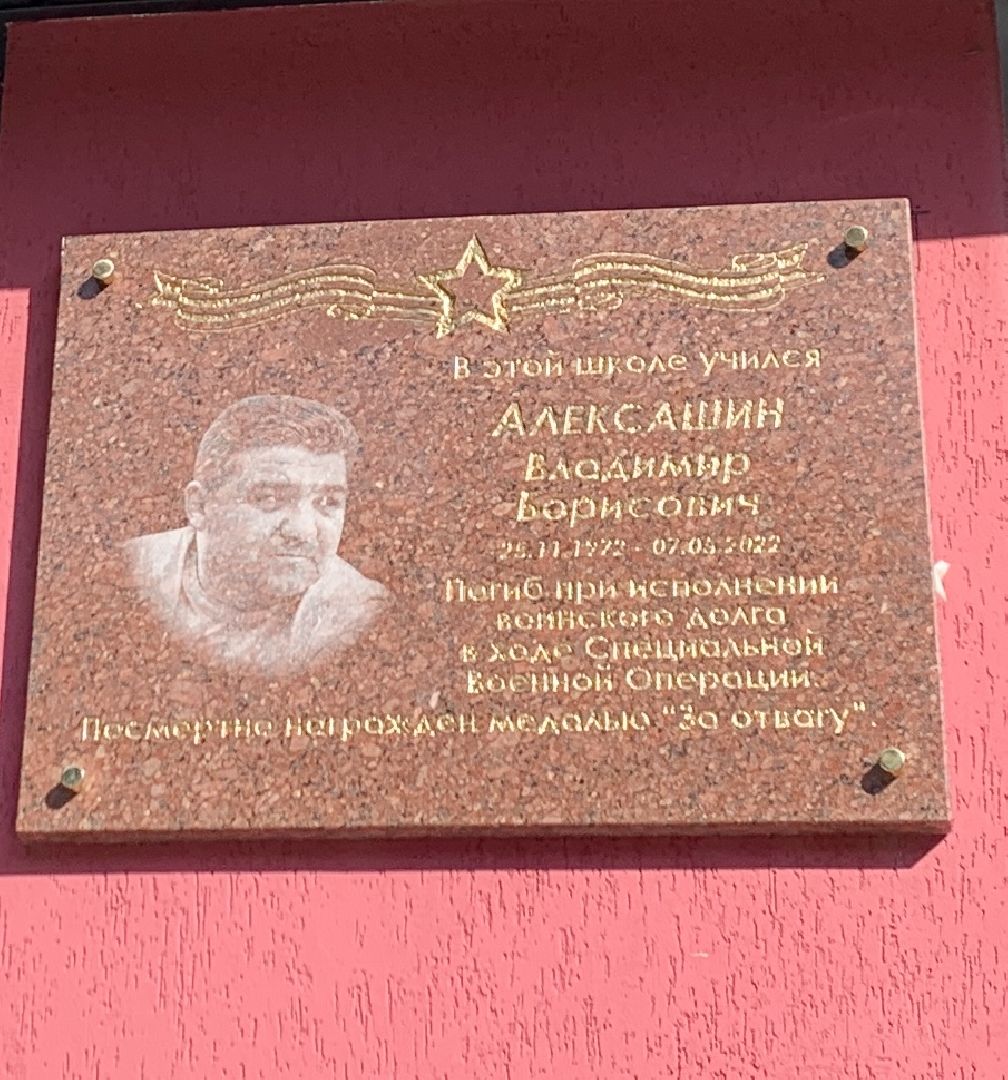 В этой школе учился
АЛЕКСАШИН
Владимир
Борисович
Погиб при исполнении
воинского долга
в ходе Специальной
Военной Операции.
Посмертно награжден медалью "За отвагу".